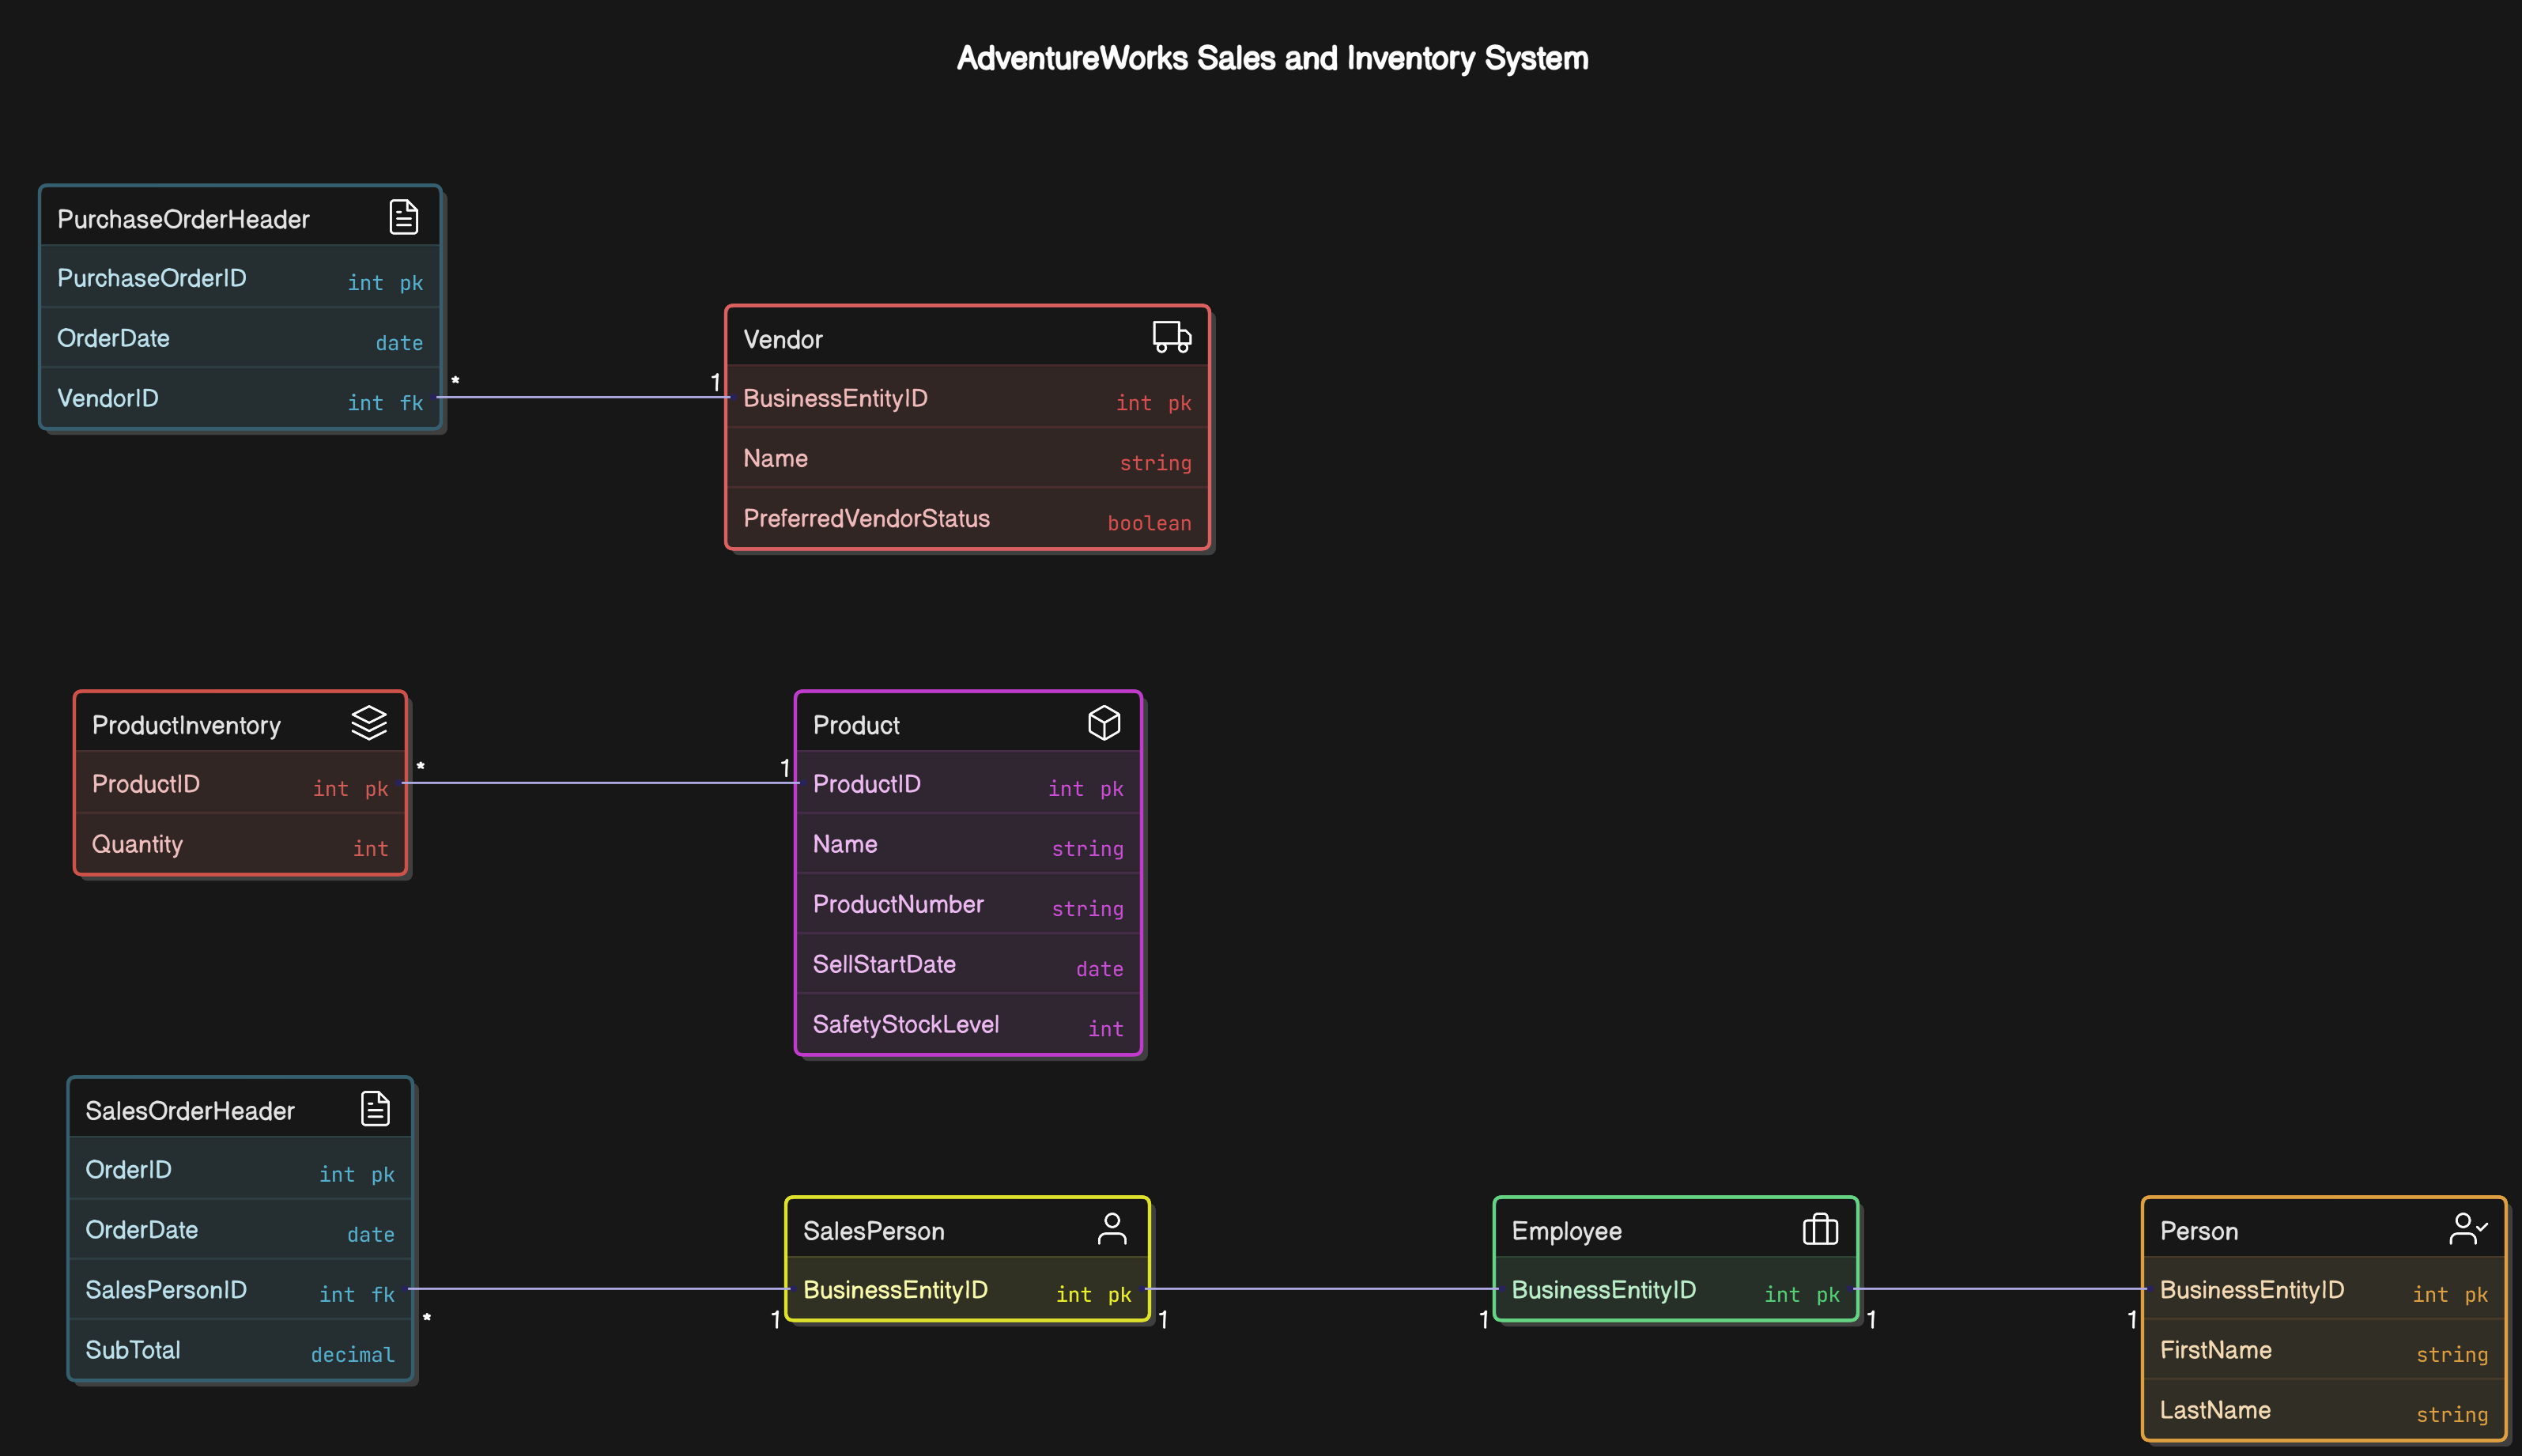 AdventureWorks Sales and Inventory System
PurchaseOrderHeader
PurchaseOrderID int pk
OrderDate date
VendorID int fk
* 1
Vendor
BusinessEntityID int pk
Name string
PreferredVendorStatus boolean
ProductInventory
ProductID int pk
Quantity int
* 1
Product
ProductID int pk
Name string
ProductNumber string
SellStartDate date
SafetyStockLevel int
SalesOrderHeader
OrderID int pk
OrderDate date
SalesPersonID int fk
SubTotal decimal
* 1
SalesPerson
BusinessEntityID int pk
1 1
Employee
BusinessEntityID int pk
1 1
Person
BusinessEntityID int pk
FirstName string
LastName string